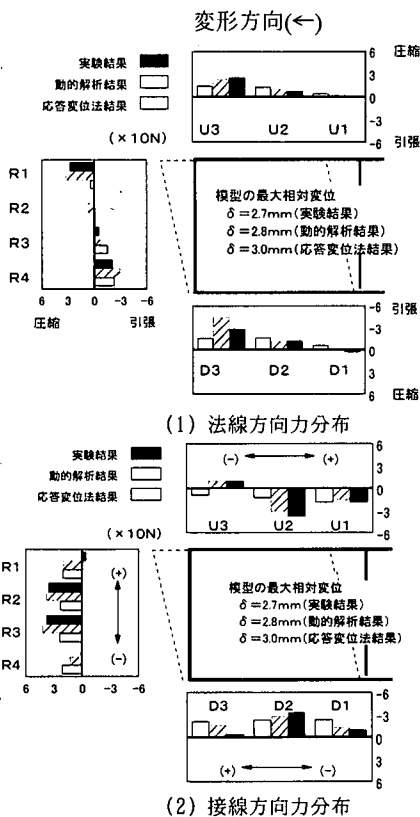 変形方向(←)
実験結果
動的解析結果
応答変位法結果
(×10N)
6 圧縮
3
0
-3
-6 引張
U3 U2 U1
R1
R2
R3
R4
6 3 0 -3 -6
圧縮 引張
模型の最大相対変位
δ=2.7mm(実験結果)
δ=2.8mm(動的解析結果)
δ=3.0mm(応答変位法結果)
-6 引張
-3
0
3
6 圧縮
D3 D2 D1
(1) 法線方向力分布
実験結果
動的解析結果
応答変位法結果
(×10N)
(-) (+)
6
3
0
-3
-6
U3 U2 U1
R1
R2
R3
R4
(+)
(-)
6 3 0 -3 -6
模型の最大相対変位
δ=2.7mm(実験結果)
δ=2.8mm(動的解析結果)
δ=3.0mm(応答変位法結果)
D3 D2 D1
-6
-3
0
3
6
(+) (-)
(2) 接線方向力分布